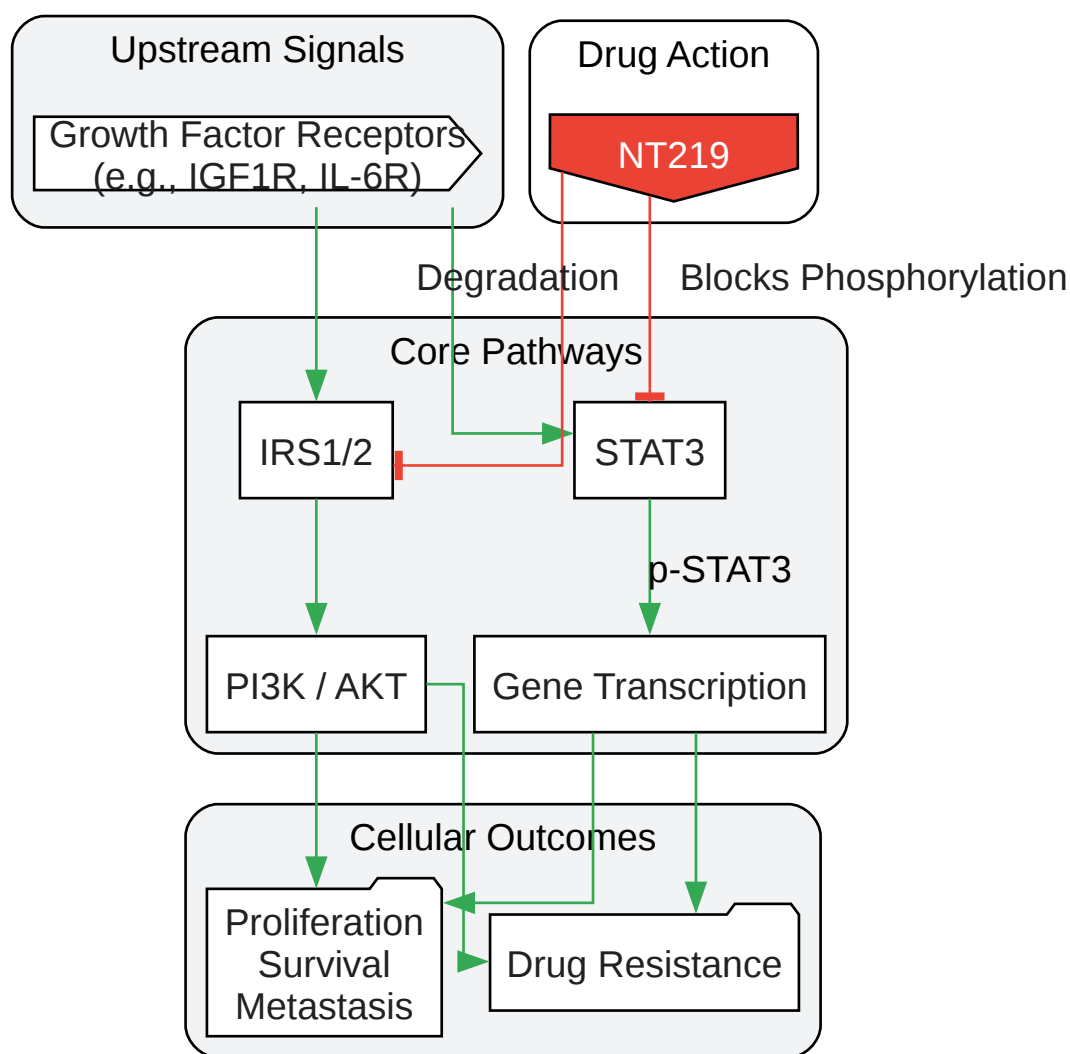 Upstream Signals
Drug Action
Growth Factor Receptors
(e.g., IGF1R, IL-6R)
NT219
Degradation
Blocks Phosphorylation
Core Pathways
IRS1/2
STAT3
p-STAT3
PI3K / AKT
Gene Transcription
Cellular Outcomes
Proliferation
Survival
Metastasis
Drug Resistance